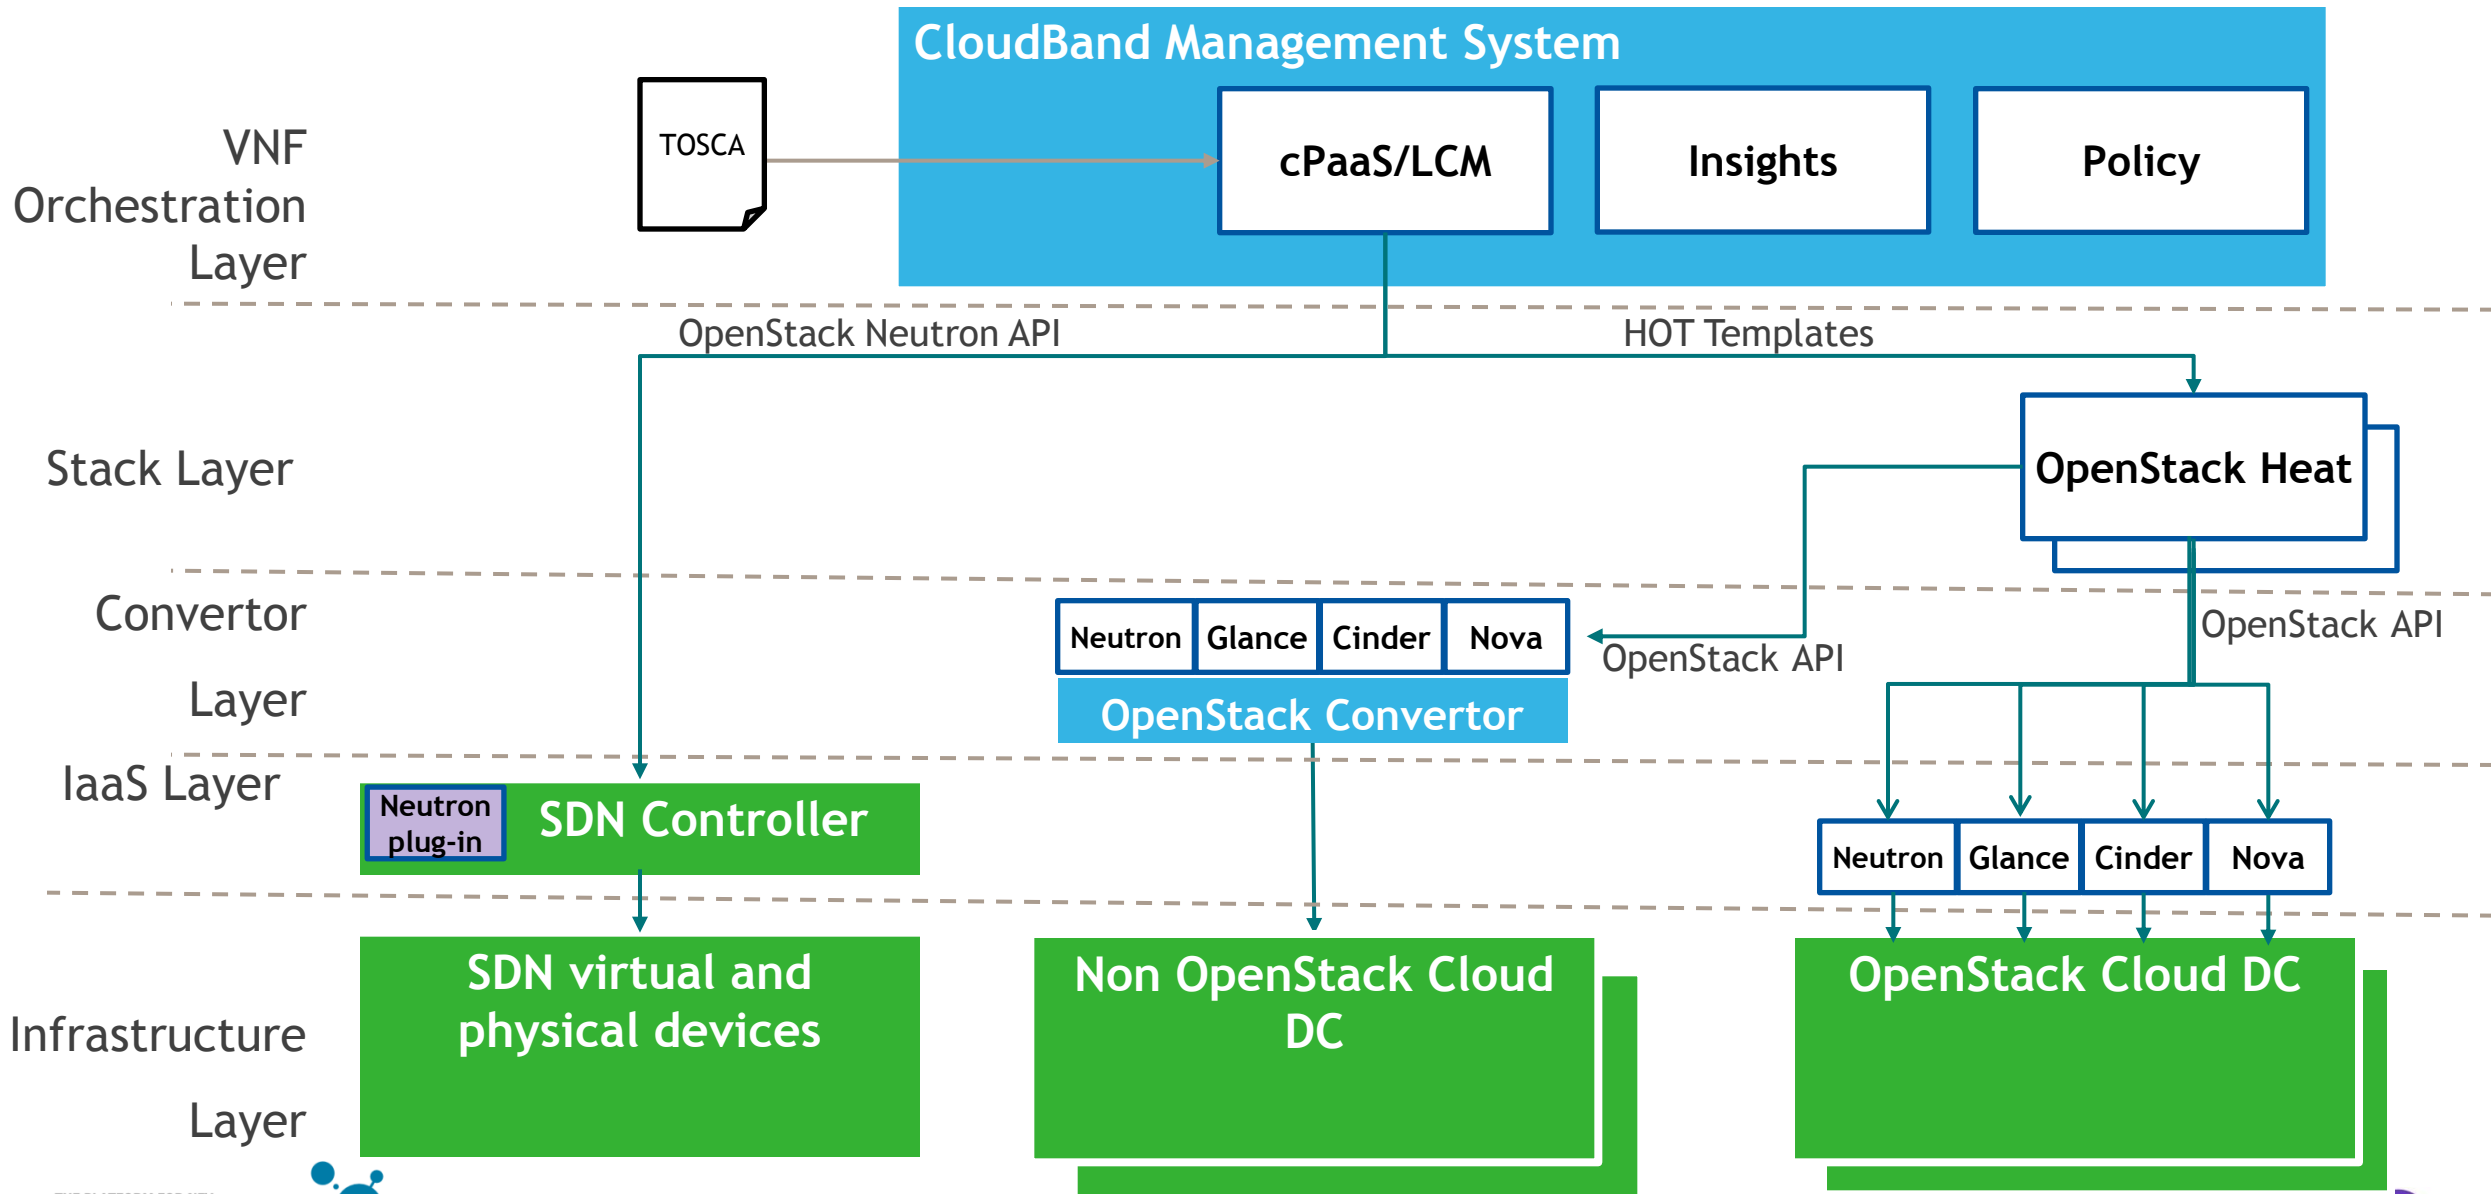 CloudBand Management System
TOSCA
cPaaS/LCM
Insights
Policy
VNF
Orchestration
Layer
OpenStack Neutron API
HOT Templates
Stack Layer
OpenStack Heat
Convertor
Layer
Neutron
Glance
Cinder
Nova
OpenStack API
OpenStack API
OpenStack Convertor
IaaS Layer
Neutron
plug-in
SDN Controller
Neutron
Glance
Cinder
Nova
Infrastructure
Layer
SDN virtual and
physical devices
Non OpenStack Cloud
DC
OpenStack Cloud DC